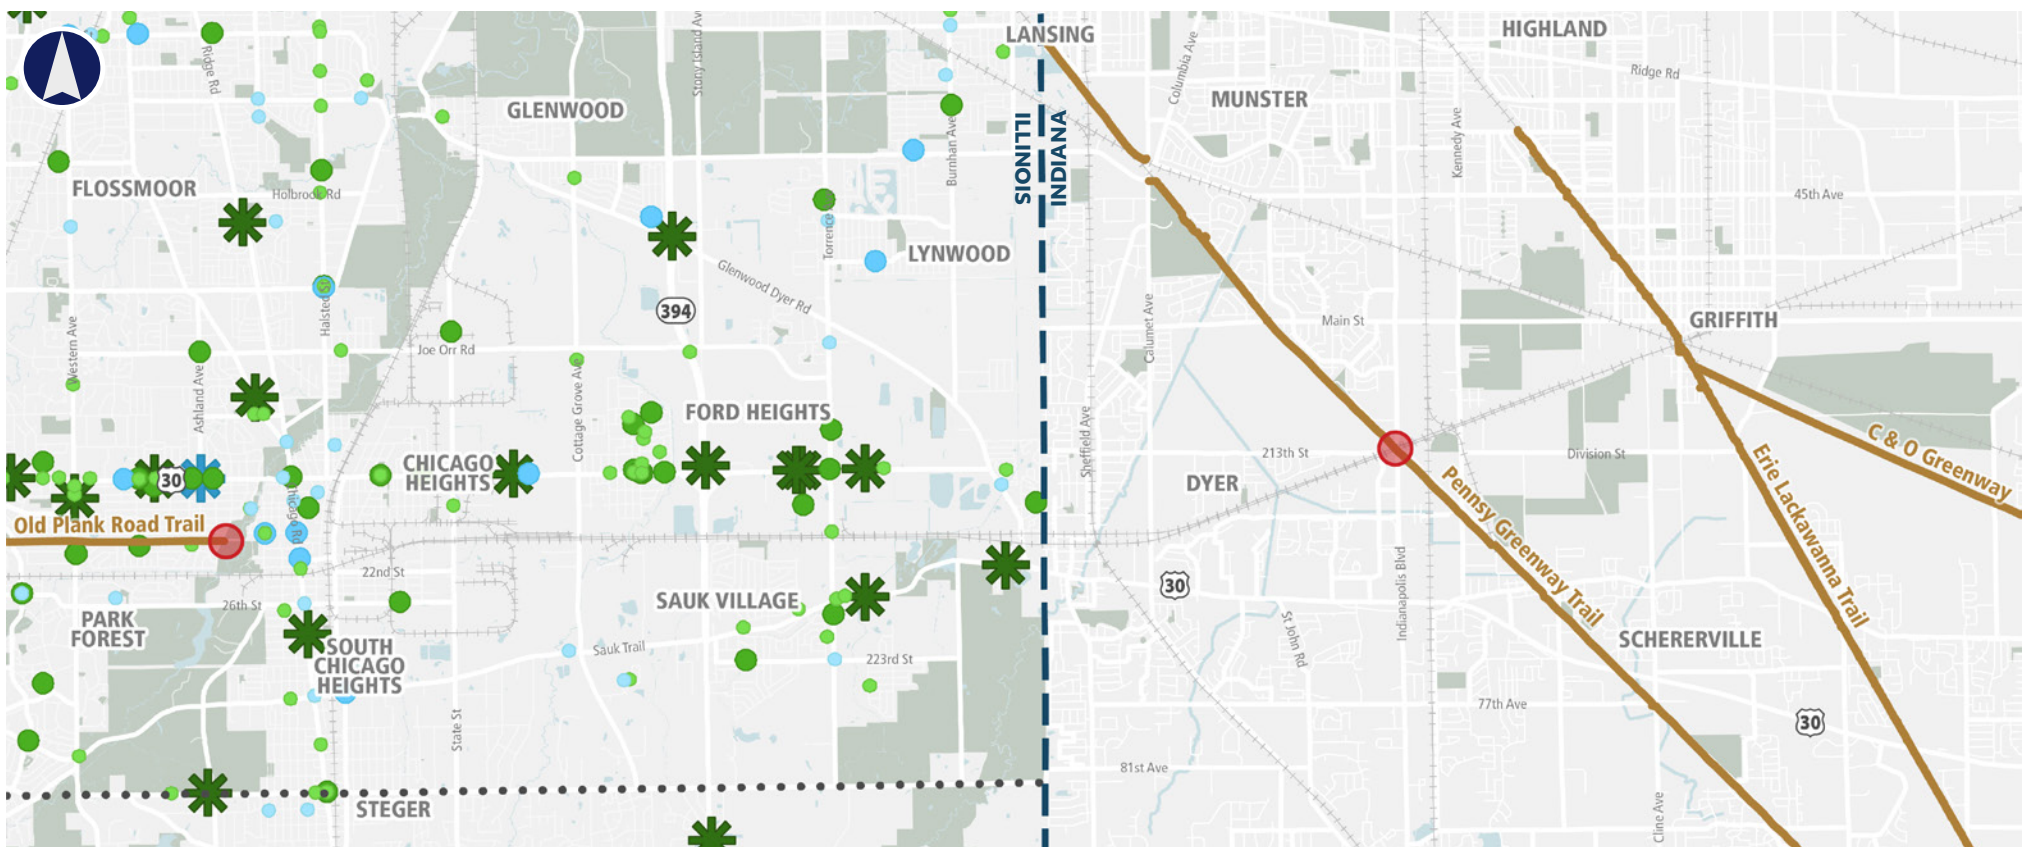 LANSING
HIGHLAND
Ridge Rd
Stony Island Av
Columbia Ave
Ridge Rd
GLENWOOD
MUNSTER
Burnhan Ave
ILLINOIS
INDIANA
Kennedy Ave
FLOSSMOOR
Holbrook Rd
45th Ave
Torrence
LYNWOOD
Glenwood Dyer Rd
Halsted St
394
Main St
GRIFFITH
Western Ave
Joe Orr Rd
Calumet Ave
Ashland Ave
Cottage Grove Ave
FORD HEIGHTS
Sheffield Ave
C & O Greenway
213th St
Division St
CHICAGO
HEIGHTS
30
DYER
Erie Lackawanna Trail
Pennsy Greenway Trail
Old Plank Road Trail
22nd St
26th St
SAUK VILLAGE
30
Indianapolis Blvd
PARK
FOREST
St John Rd
SCHERERVILLE
SOUTH
CHICAGO
HEIGHTS
Sauk Trail
223rd St
77th Ave
30
State St
81st Ave
STEGER
Cline Ave